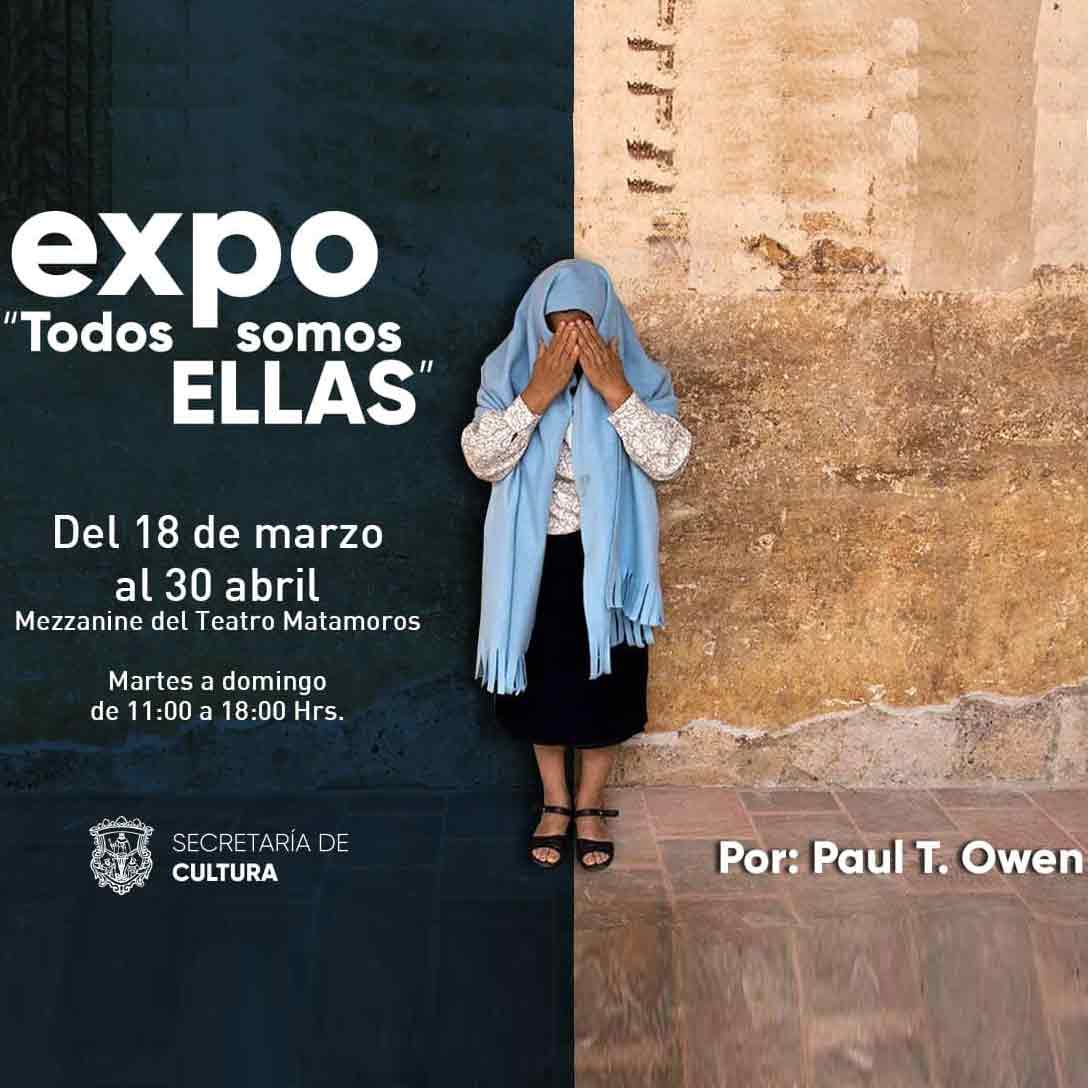 expo
"Todos somos
ELLAS"
Del 18 de marzo
al 30 abril
Mezzanine del Teatro Matamoros
Martes a domingo
de 11:00 a 18:00 Hrs.
SECRETARÍA DE
CULTURA
Por: Paul T. Owen